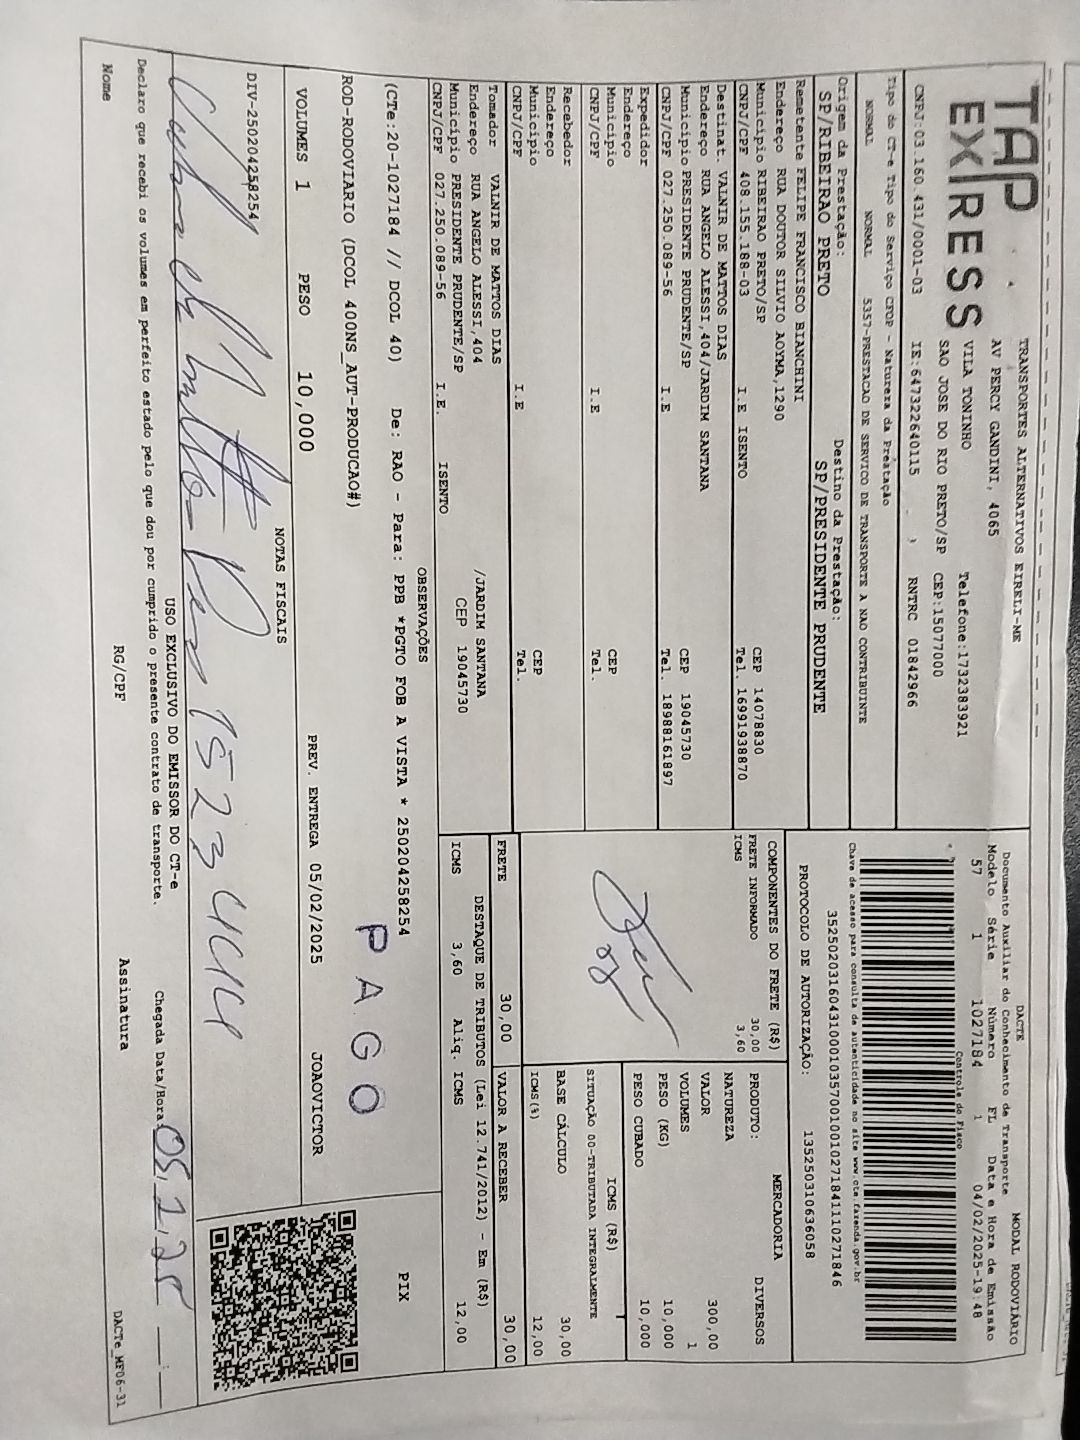 TAP EXPRESS
TRANSPORTES ALTERNATIVOS EIRELI-ME
AV PERCY GANDINI, 4065
VILA TONINHO Telefone:1732383921
SAO JOSE DO RIO PRETO/SP CEP:15077000
CNPJ:03.160.431/0001-03 IE:647322640115 RNTRC 01842966
Tipo do CT-e Tipo do Serviço CFOP - Natureza da Prestação
NORMAL NORMAL 5357-PRESTACAO DE SERVICO DE TRANSPORTE A NAO CONTRIBUINTE
Origem da Prestação: Destino da Prestação:
SP/RIBEIRAO PRETO SP/PRESIDENTE PRUDENTE
Remetente FELIPE FRANCISCO BIANCHINI
Endereço RUA DOUTOR SILVIO AOYMA,1290
Município RIBEIRAO PRETO/SP CEP 14078830
CNPJ/CPF 408.155.188-03 I.E ISENTO Tel. 16991938870
Destinat. VALNIR DE MATTOS DIAS
Endereço RUA ANGELO ALESSI,404/JARDIM SANTANA
Município PRESIDENTE PRUDENTE/SP CEP 19045730
CNPJ/CPF 027.250.089-56 I.E Tel. 18988161897
Expedidor
Endereço
Município CEP
CNPJ/CPF I.E Tel.
Recebedor
Endereço
Município CEP
CNPJ/CPF I.E Tel.
Tomador VALNIR DE MATTOS DIAS
Endereço RUA ANGELO ALESSI,404 /JARDIM SANTANA
Município PRESIDENTE PRUDENTE/SP CEP 19045730
CNPJ/CPF 027.250.089-56 I.E. ISENTO
DACTE MODAL RODOVIÁRIO
Documento Auxiliar do Conhecimento de Transporte
Modelo Série Número FL Data e Hora de Emissão
57 1 1027184 1 04/02/2025-19:48
Controle do Fisco
Chave de acesso para consulta de autenticidade no site www.cte.fazenda.gov.br
35250203160431000103570010010271841110271846
PROTOCOLO DE AUTORIZAÇÃO: 135250310636058
COMPONENTES DO FRETE (R$)
FRETE INFORMADO 30,00
ICMS 3,60
MERCADORIA
PRODUTO: DIVERSOS
NATUREZA
VALOR 300,00
VOLUMES 1
PESO (KG) 10,000
PESO CUBADO 10,000
ICMS (R$)
SITUAÇÃO 00-TRIBUTADA INTEGRALMENTE
BASE CÁLCULO 30,00
ICMS(%) 12,00
FRETE 30,00 VALOR A RECEBER 30,00
DESTAQUE DE TRIBUTOS (Lei 12.741/2012) - Em (R$)
ICMS 3,60 Aliq. ICMS 12,00
OBSERVAÇÕES
(CTe:20-1027184 // DCOL 40) De: RAO - Para: PPB *PGTO FOB A VISTA * 250204258254
ROD-RODOVIARIO (DCOL 400NS_AUT-PRODUCAO#)
PAGO
PIX
VOLUMES 1 PESO 10,000 PREV. ENTREGA 05/02/2025 JOAOVICTOR
NOTAS FISCAIS
DIV-250204258254
USO EXCLUSIVO DO EMISSOR DO CT-e
Declaro que recebi os volumes em perfeito estado pelo que dou por cumprido o presente contrato de transporte.
Chegada Data/Hora:
Nome RG/CPF Assinatura
DACTe_MF06-31